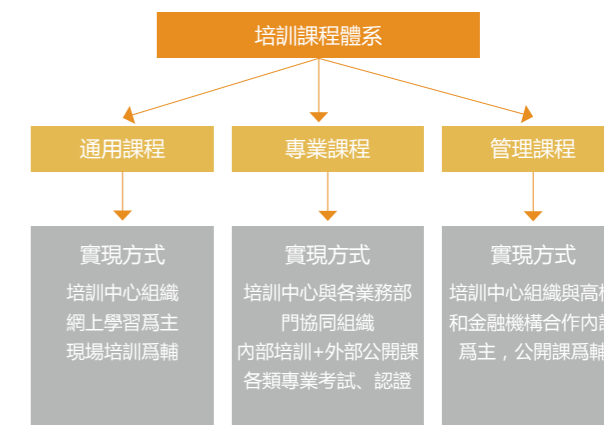 培訓課程體系
通用課程
專業課程
管理課程
實現方式
培訓中心組織
網上學習爲主
現場培訓爲輔
實現方式
培訓中心與各業務部
門協同組織
內部培訓+外部公開課
各類專業考試、認證
實現方式
培訓中心組織與高
和金融機構合作內
爲主，公開課爲輔